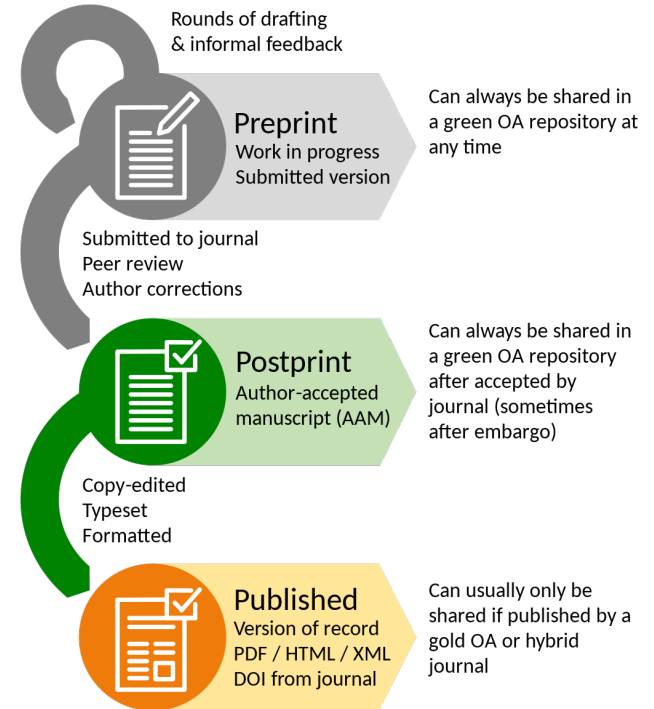 Rounds of drafting
& informal feedback
Preprint
Work in progress
Submitted version
Can always be shared in
a green OA repository at
any time
Submitted to journal
Peer review
Author corrections
Postprint
Author-accepted
manuscript (AAM)
Can always be shared in
a green OA repository
after accepted by
journal (sometimes
after embargo)
Copy-edited
Typeset
Formatted
Published
Version of record
PDF / HTML / XML
DOI from journal
Can usually only be
shared if published by a
gold OA or hybrid
journal